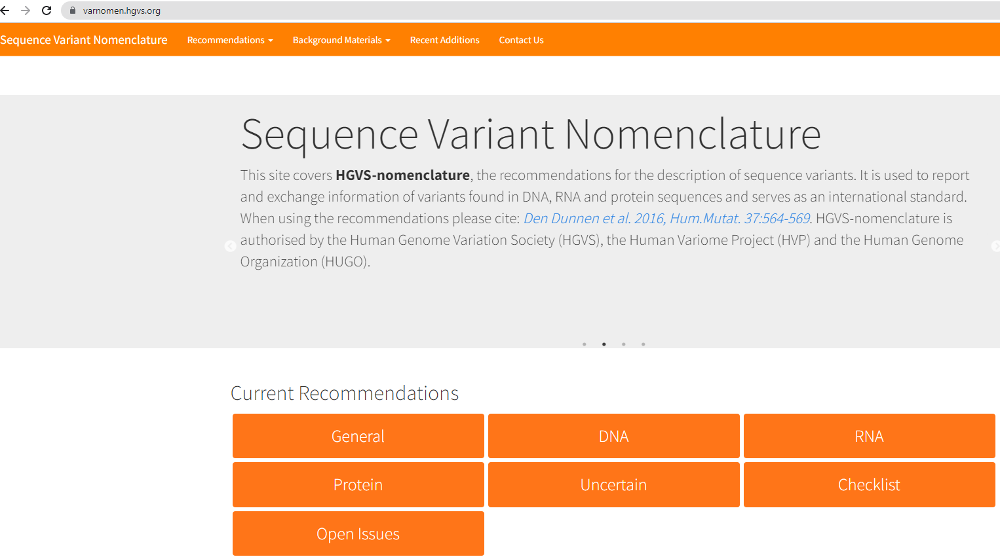 varnomen.hgvs.org
Sequence Variant Nomenclature Recommendations Background Materials Recent Additions Contact Us
Sequence Variant Nomenclature
This site covers HGVS-nomenclature, the recommendations for the description of sequence variants. It is used to report
and exchange information of variants found in DNA, RNA and protein sequences and serves as an international standard.
When using the recommendations please cite: Den Dunnen et al. 2016, Hum.Mutat. 37:564-569. HGVS-nomenclature is
authorised by the Human Genome Variation Society (HGVS), the Human Variome Project (HVP) and the Human Genome
Organization (HUGO).
Current Recommendations
General DNA RNA
Protein Uncertain Checklist
Open Issues